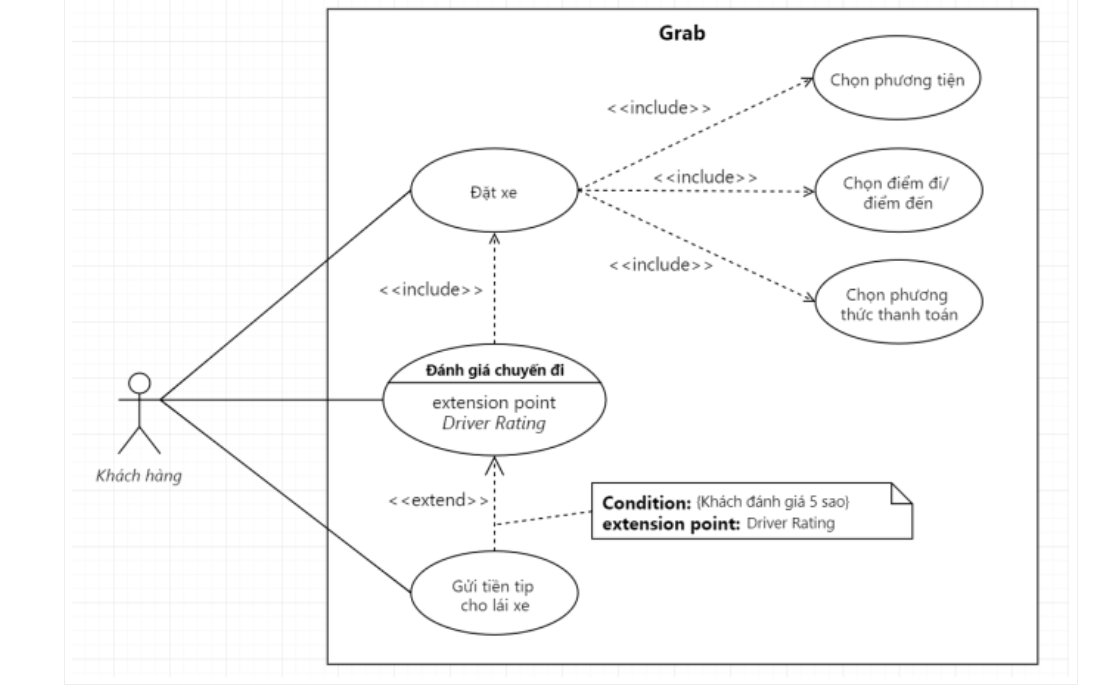 Grab
Chọn phương tiện
<<include>>
Đặt xe
<<include>>
Chọn điểm đi/
điểm đến
<<include>>
Chọn phương
thức thanh toán
<<include>>
Đánh giá chuyến đi
extension point
Driver Rating
Khách hàng
<<extend>>
Condition: {Khách đánh giá 5 sao}
extension point: Driver Rating
Gửi tiền tip
cho lái xe